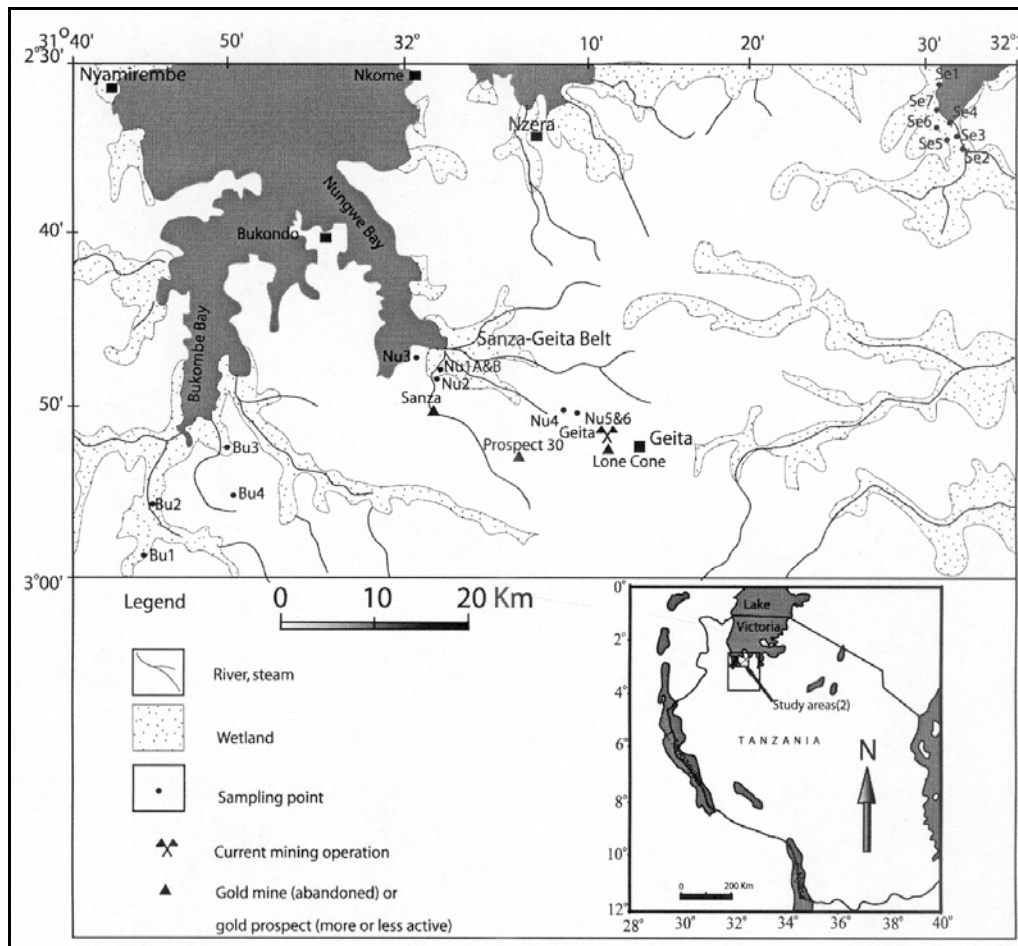 31° 40' 50' 32° 10' 20' 30' 32°
2°30'
Nyamirembe
Nkome
Nzera
Se1
Se7
Se4
Se6
Se3
Se5
Se2
Nungwe Bay
40'
Bukondo
Bukombe Bay
Sanza-Geita Belt
Nu3
Nu1A&B
Nu2
50'
Sanza
Nu4
Nu5&6
Geita
Geita
Prospect 30
Lone Cone
Bu3
Bu4
Bu2
Bu1
3°00'
Legend
0 10 20 Km
River, steam
Wetland
Sampling point
Current mining operation
Gold mine (abandoned) or
gold prospect (more or less active)
0°
Lake
Victoria
2°
4°
Study areas(2)
TANZANIA
N
6°
8°
10°
0 200 Km
12°
28° 30° 32° 34° 36° 38° 40°